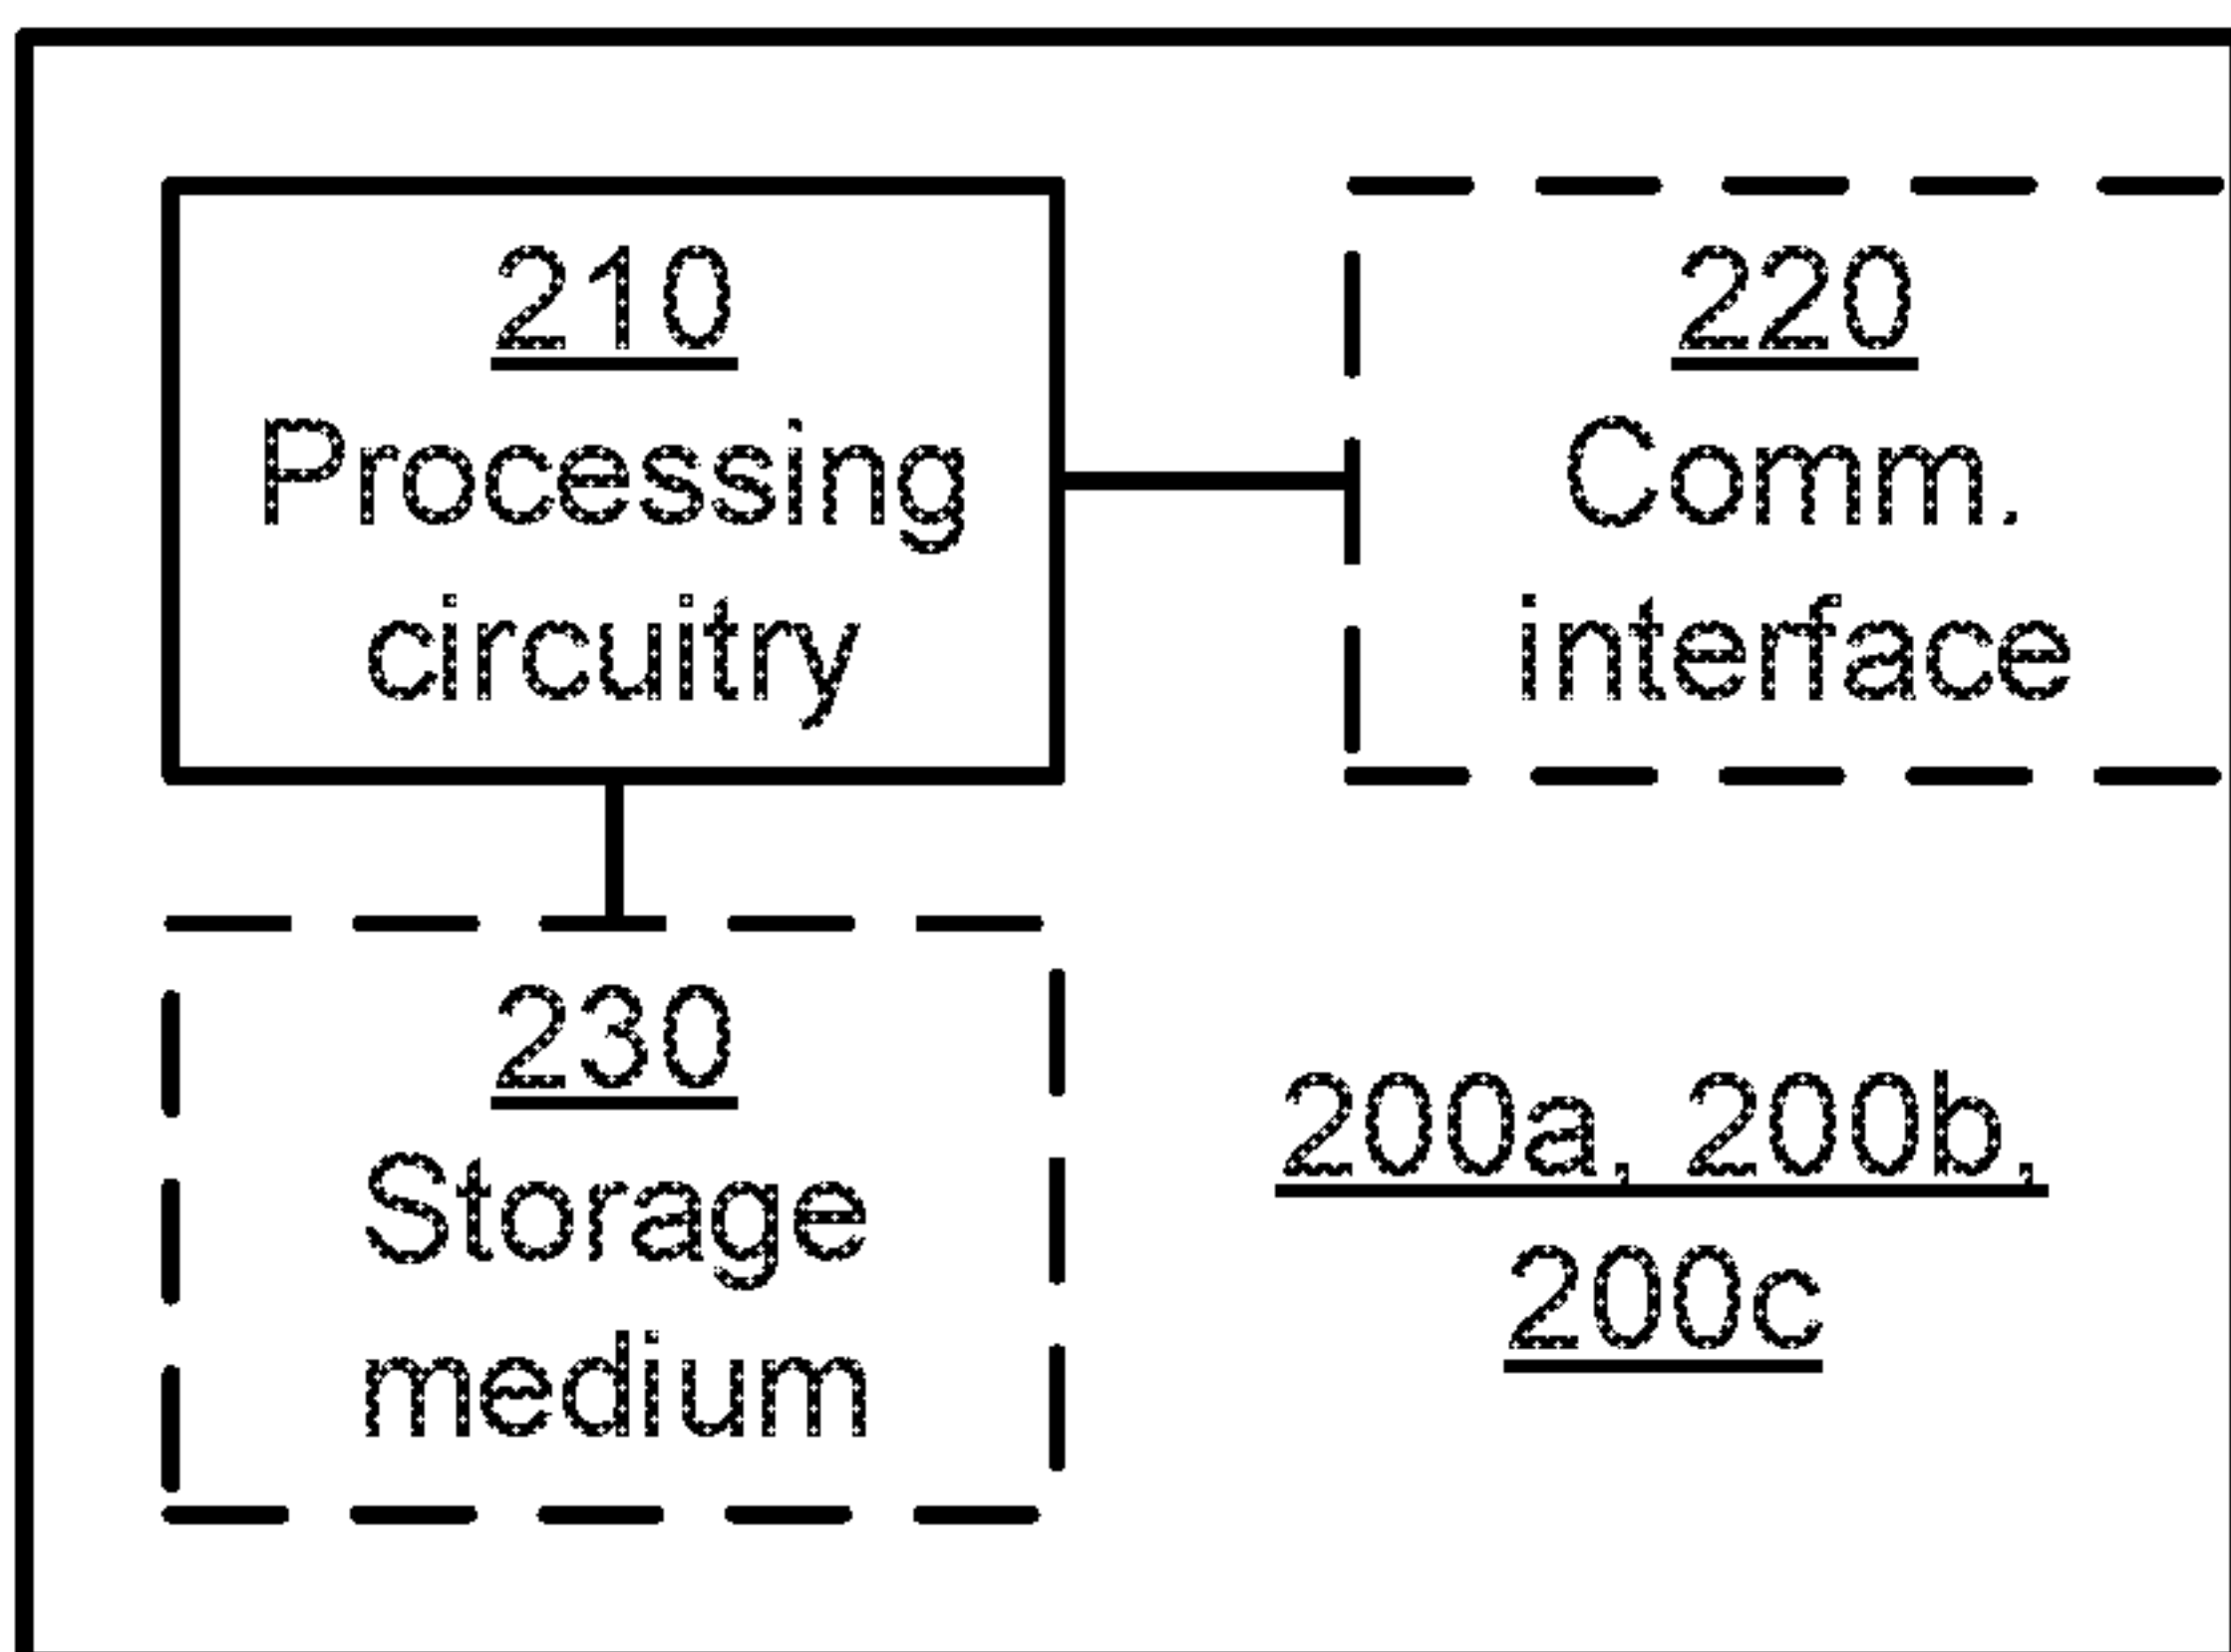 210
Processing
circuitry
220
Comm.
interface
230
Storage
medium
200a, 200b,
200c